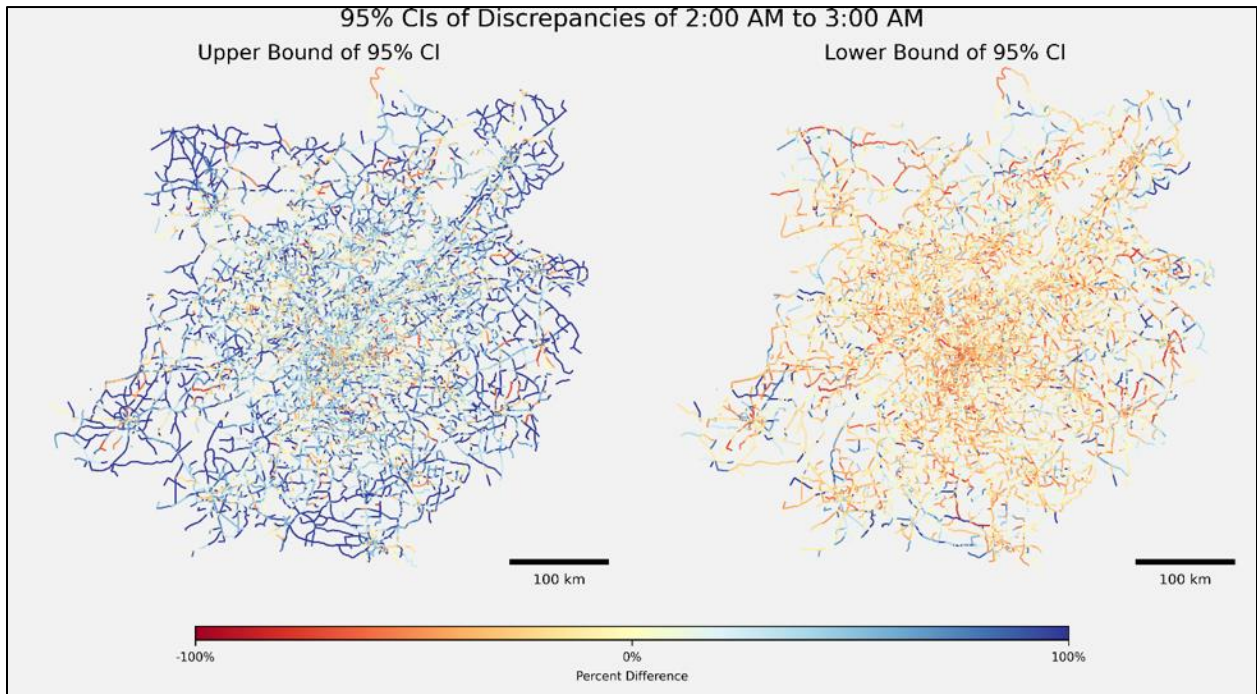 95% CIs of Discrepancies of 2:00 AM to 3:00 AM
Upper Bound of 95% CI
Lower Bound of 95% CI
100 km
100 km
-100%
0%
100%
Percent Difference